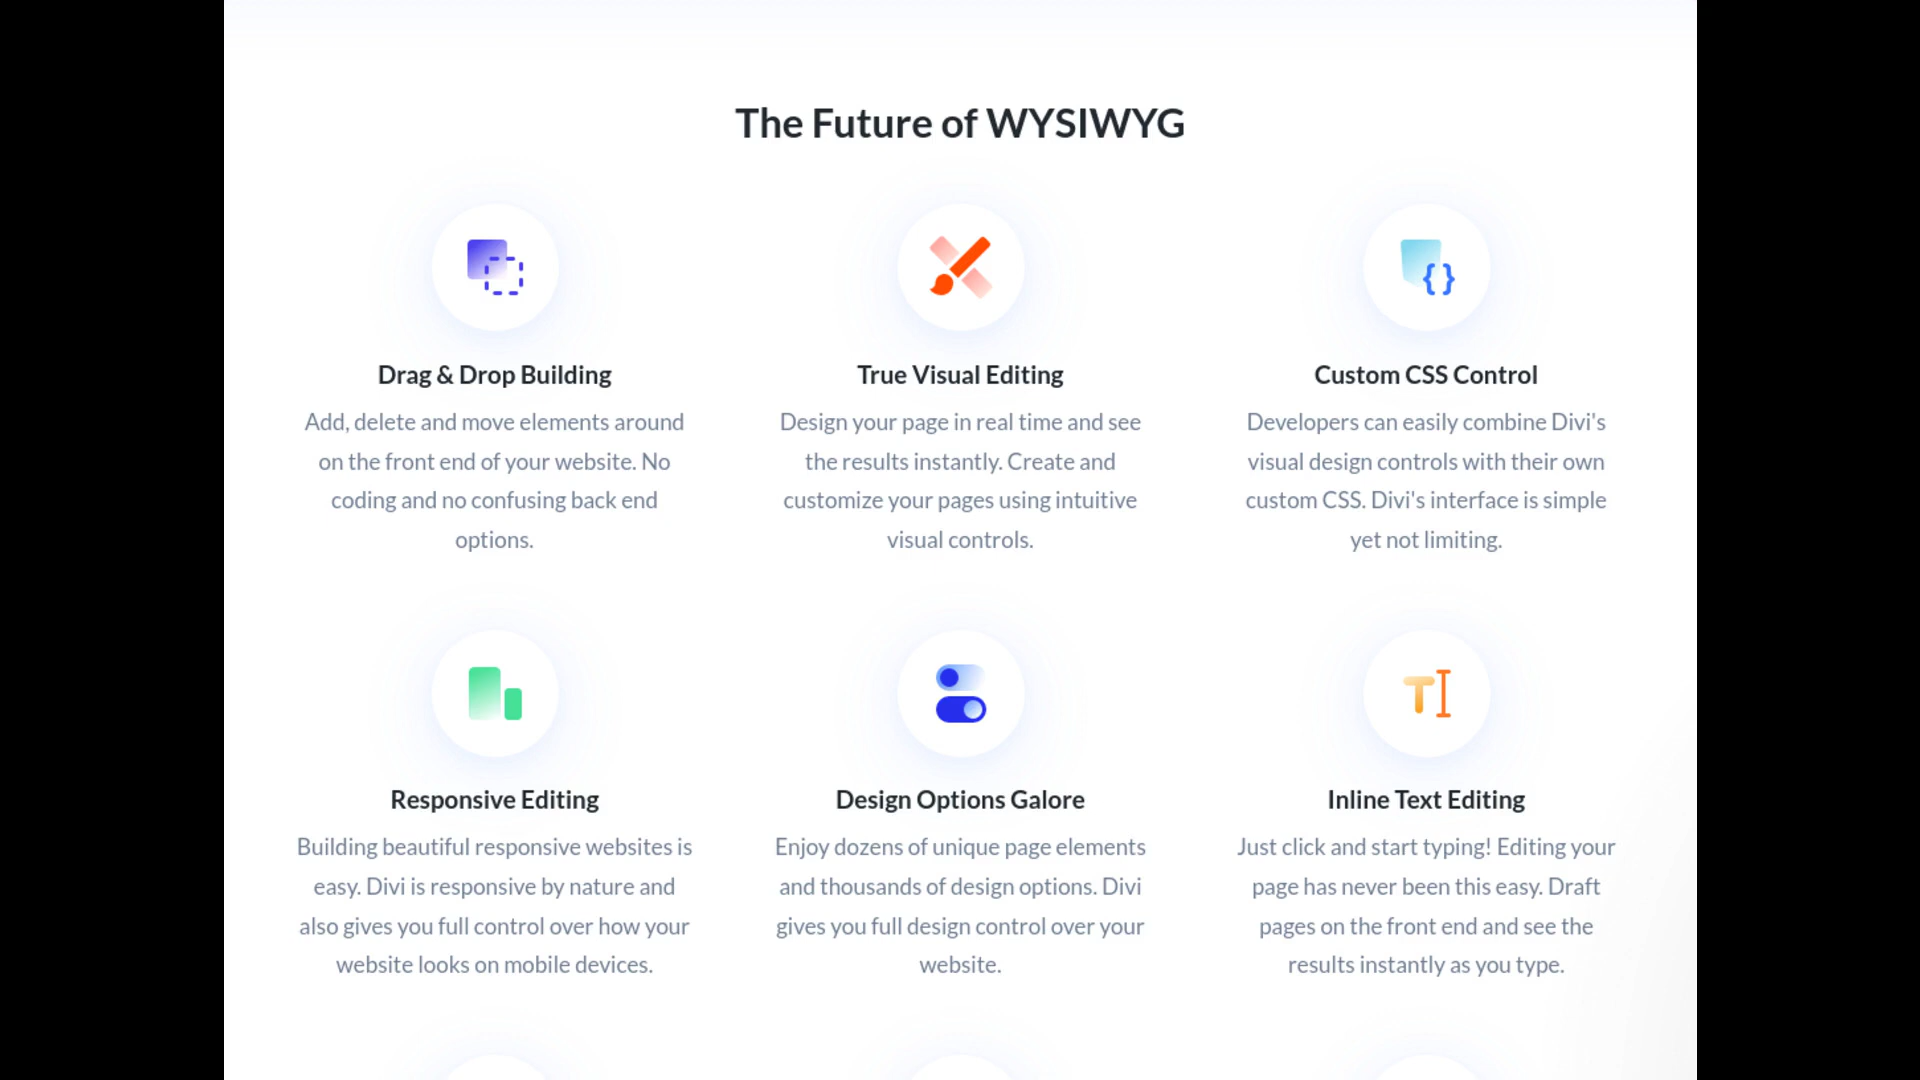 The Future of WYSIWYG
Drag & Drop Building
Add, delete and move elements around
on the front end of your website. No
coding and no confusing back end
options.
True Visual Editing
Design your page in real time and see
the results instantly. Create and
customize your pages using intuitive
visual controls.
Custom CSS Control
Developers can easily combine Divi's
visual design controls with their own
custom CSS. Divi's interface is simple
yet not limiting.
Responsive Editing
Building beautiful responsive websites is
easy. Divi is responsive by nature and
also gives you full control over how your
website looks on mobile devices.
Design Options Galore
Enjoy dozens of unique page elements
and thousands of design options. Divi
gives you full design control over your
website.
Inline Text Editing
Just click and start typing! Editing your
page has never been this easy. Draft
pages on the front end and see the
results instantly as you type.